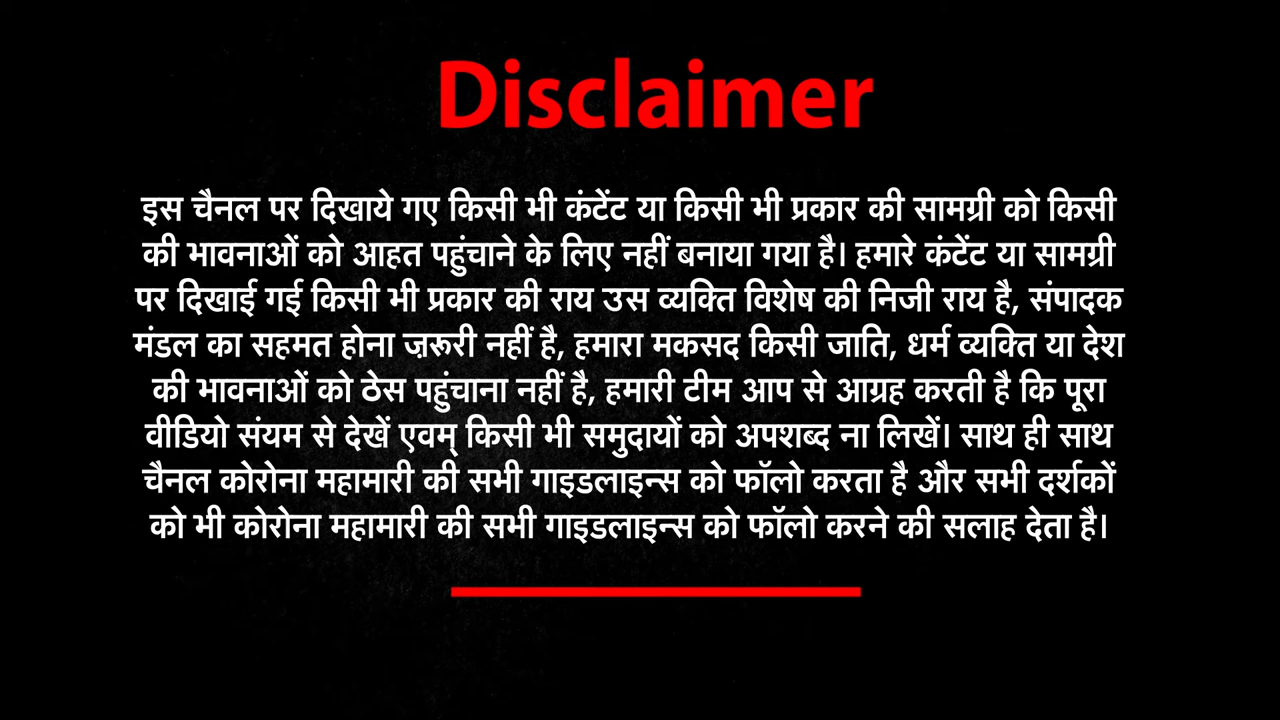 Disclaimer
इस चैनल पर दिखाये गए किसी भी कंटेंट या किसी भी प्रकार की सामग्री को किसी
की भावनाओं को आहत पहुंचाने के लिए नहीं बनाया गया है। हमारे कंटेंट या सामग्री
पर दिखाई गई किसी भी प्रकार की राय उस व्यक्ति विशेष की निजी राय है, संपादक
मंडल का सहमत होना ज़रूरी नहीं है, हमारा मकसद किसी जाति, धर्म व्यक्ति या देश
की भावनाओं को ठेस पहुंचाना नहीं है, हमारी टीम आप से आग्रह करती है कि पूरा
वीडियो संयम से देखें एवम् किसी भी समुदायों को अपशब्द ना लिखें। साथ ही साथ
चैनल कोरोना महामारी की सभी गाइडलाइन्स को फॉलो करता है और सभी दर्शकों
को भी कोरोना महामारी की सभी गाइडलाइन्स को फॉलो करने की सलाह देता है।